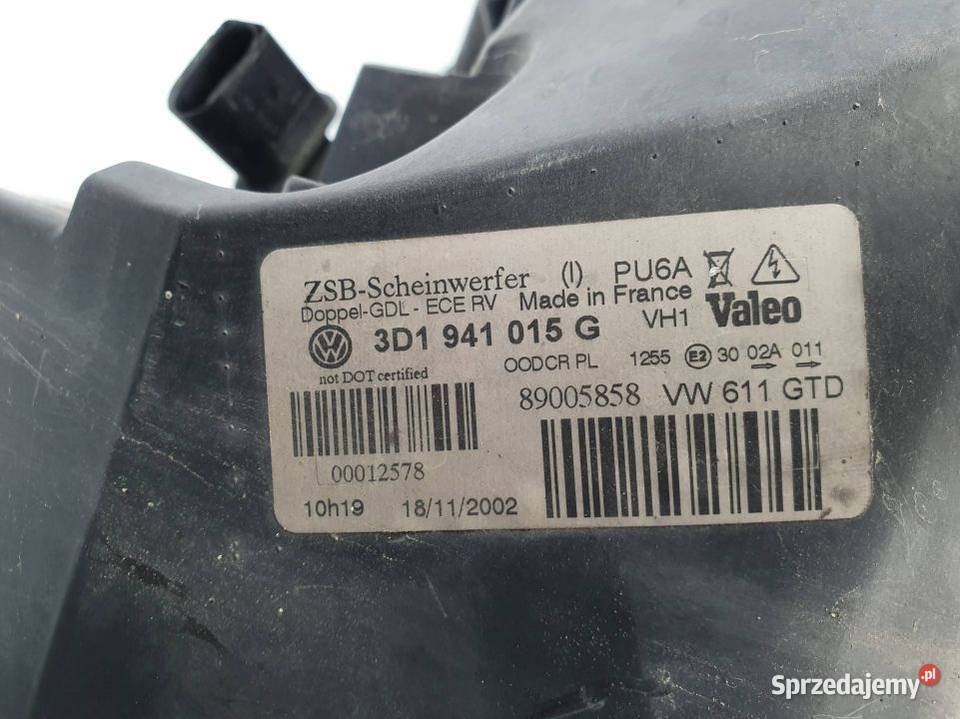 ZSB-Scheinwerfer (I) PU6A
Doppel-GDL - ECE RV Made in France
3D1 941 015 G VH1 Valeo
not DOT certified OODCR PL 1255 E2 30 02A 011
89005858 VW 611 GTD
00012578
10h19 18/11/2002
Sprzedajemy.pl